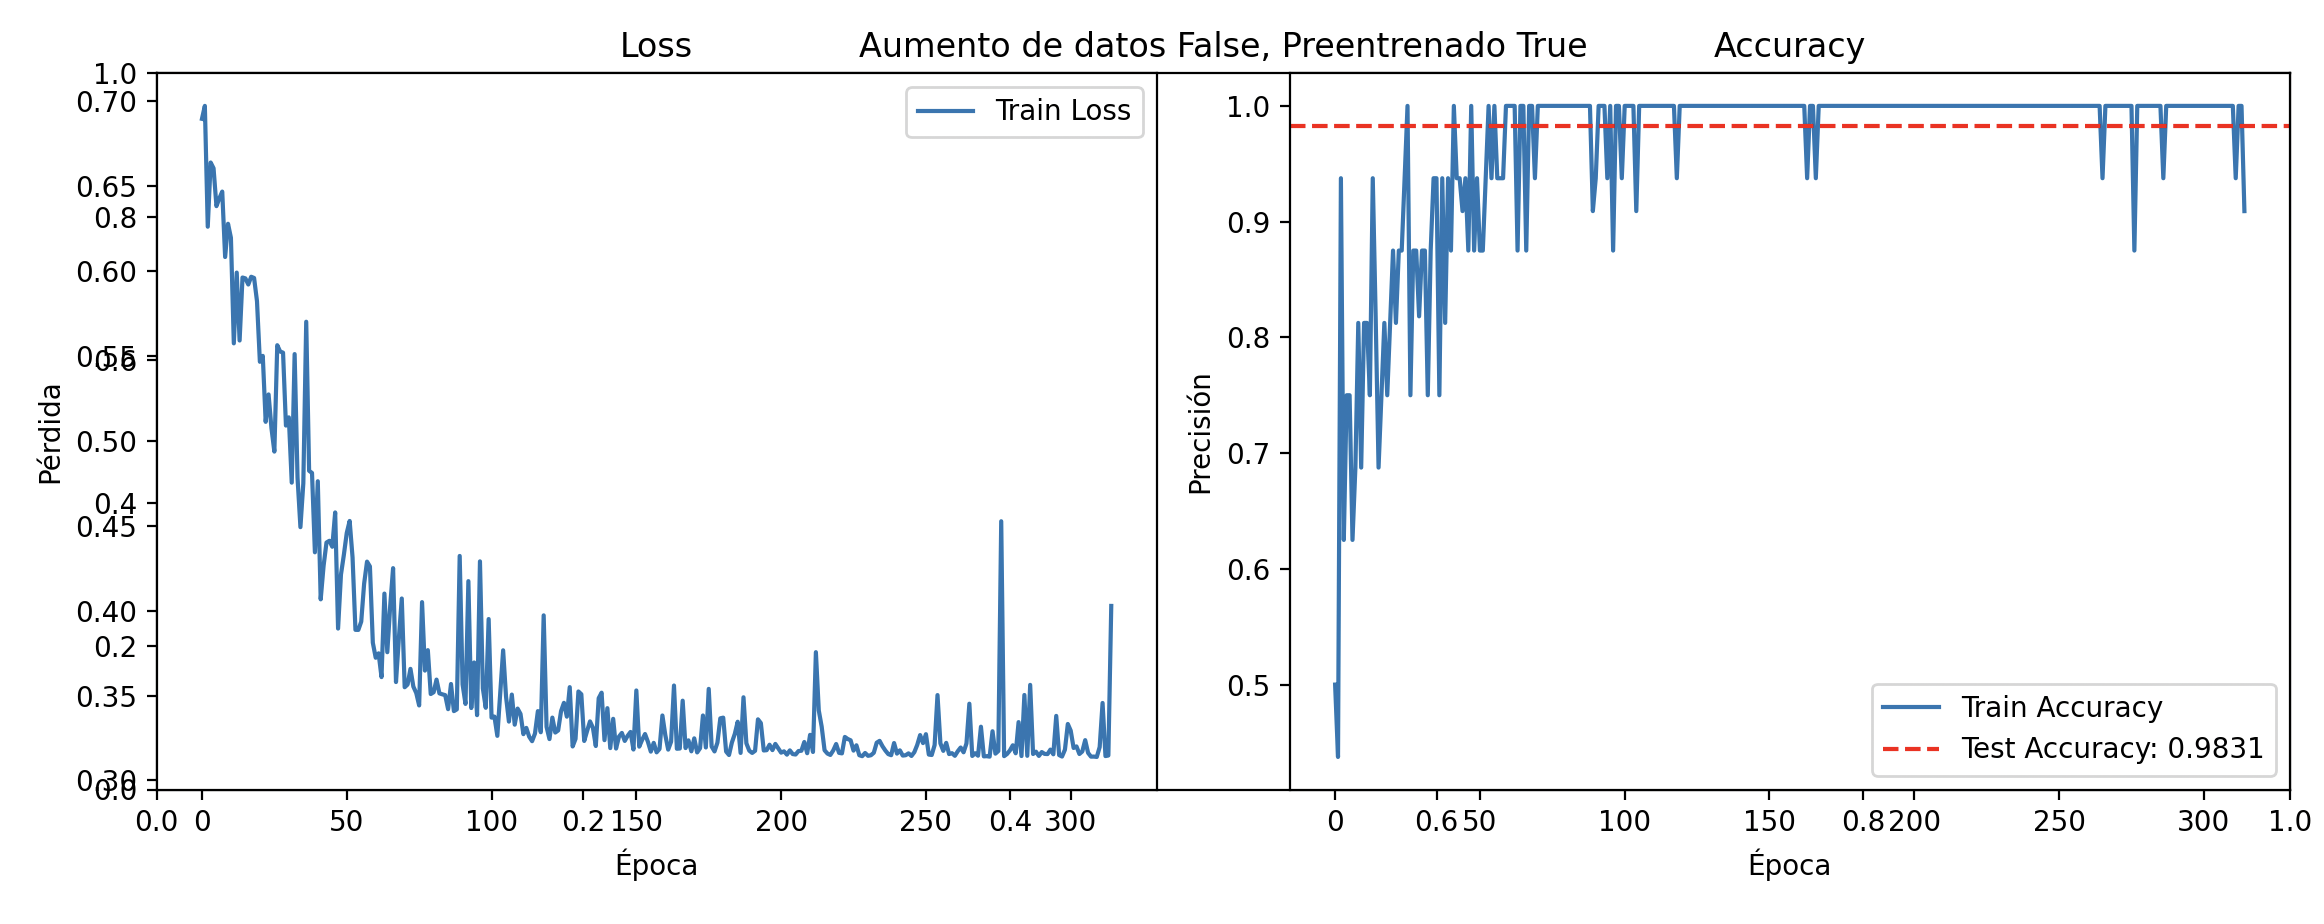 Loss
Aumento de datos False, Preentrenado True
Accuracy
1.0
0.70
0.65
0.8
0.60
0.55
0.6
0.50
0.4
0.45
0.40
0.2
0.35
0.30
0.0
Pérdida
Train Loss
0.0 0 50 100 0.2 150 200 250 0.4 300
Época
1.0
0.9
0.8
0.7
0.6
0.5
Precisión
Train Accuracy
Test Accuracy: 0.9831
0 0.6 50 100 150 0.8 200 250 300 1.0
Época